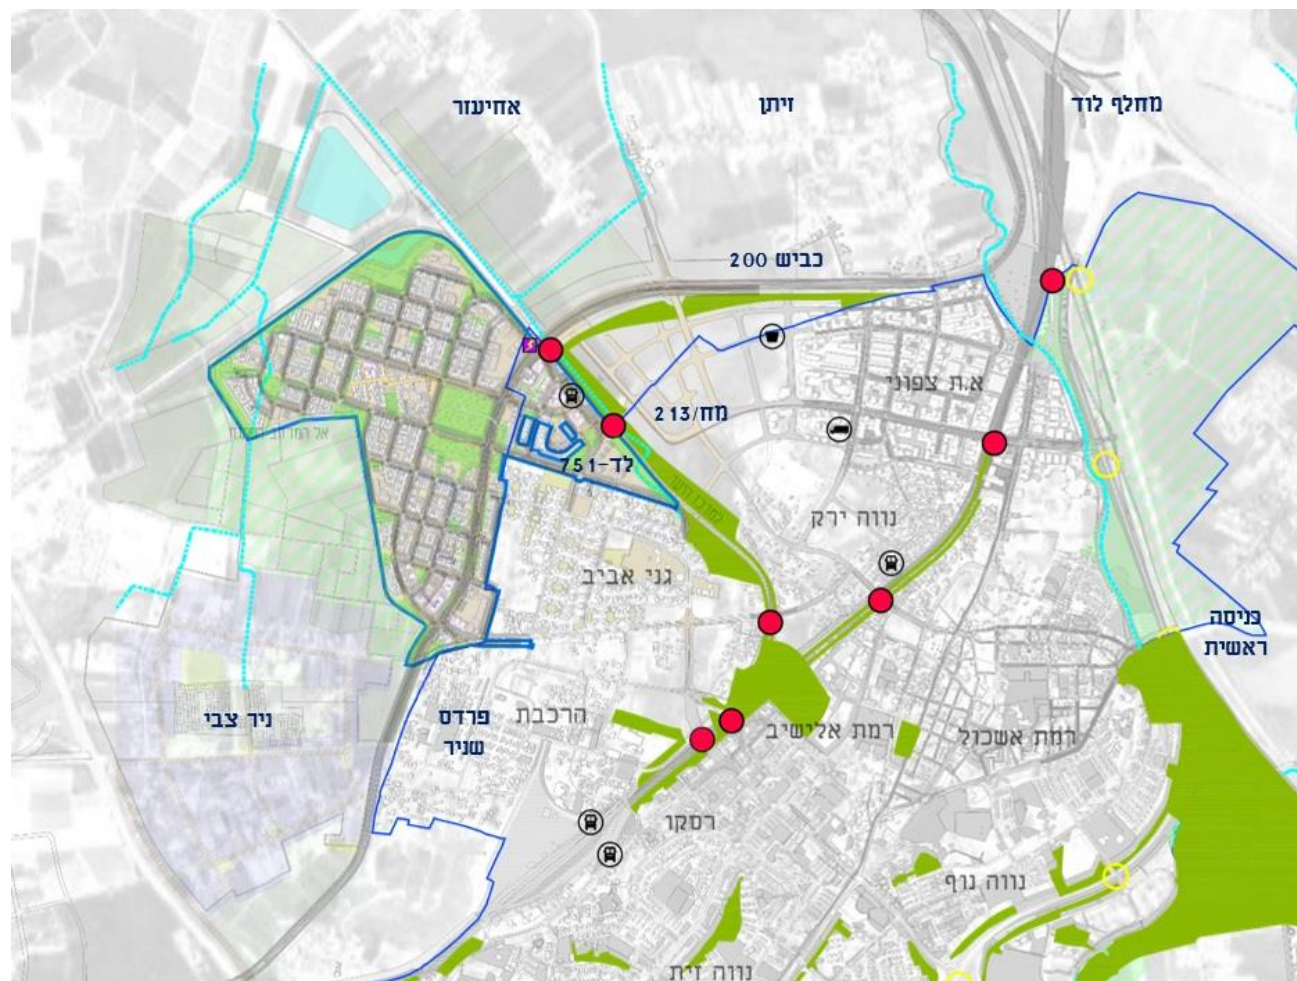 אחיעזר
זיתן
מחלף לוד
כביש 200
א.ת צפוני
מח/213
לד-751
נווה ירק
גני אביב
כניסה
ראשית
ניר צבי
פרדס
שניר
הרכבת
רמת אלישיב
רמת אשכול
רסקו
נווה נוף
נווה זית